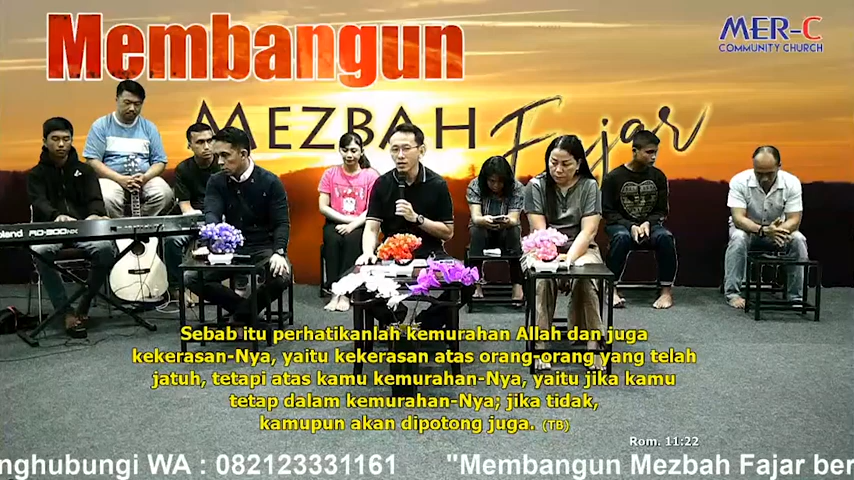 Membangun
MER-C
COMMUNITY CHURCH
MEZBAH Fajar
Roland
RD-300NX
Sebab itu perhatikanlah kemurahan Allah dan juga
kekerasan-Nya, yaitu kekerasan atas orang-orang yang telah
jatuh, tetapi atas kamu kemurahan-Nya, yaitu jika kamu
tetap dalam kemurahan-Nya; jika tidak,
kamupun akan dipotong juga. (TB)
Rom. 11:22
nghubungi WA : 082123331161 "Membangun Mezbah Fajar ber